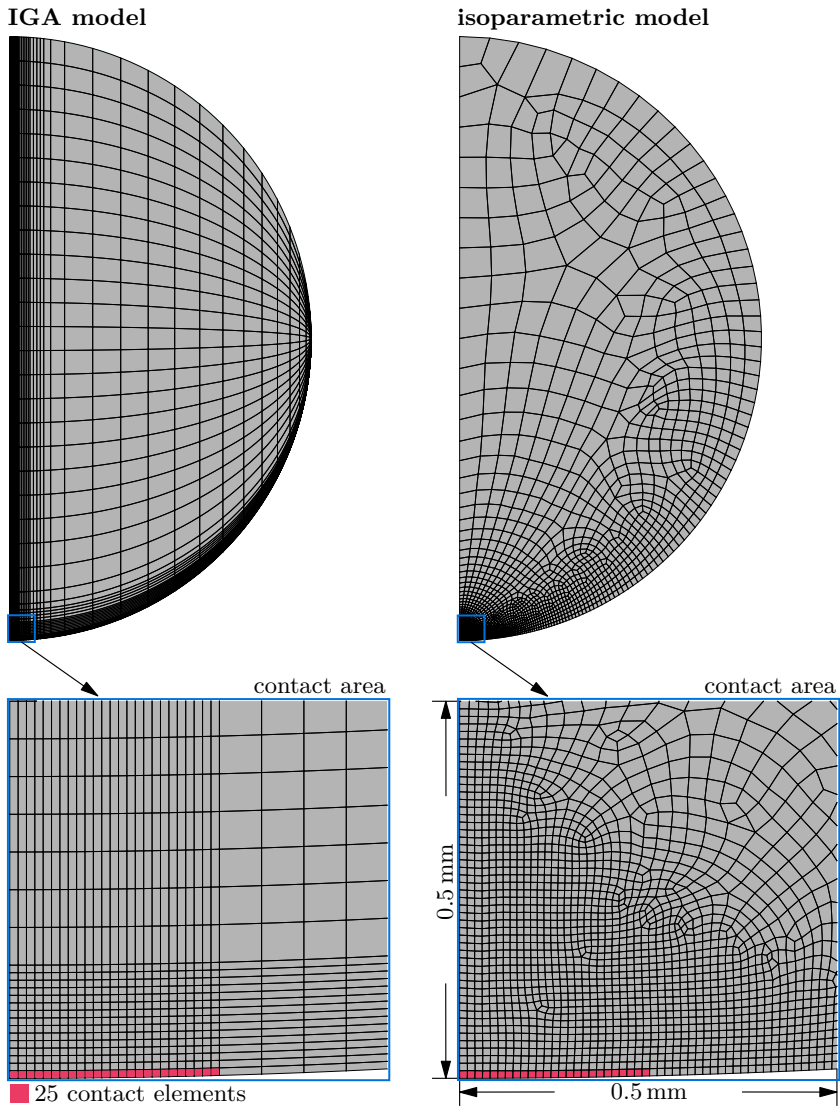 IGA model
isoparametric model
contact area
contact area
0.5 mm
25 contact elements
0.5 mm